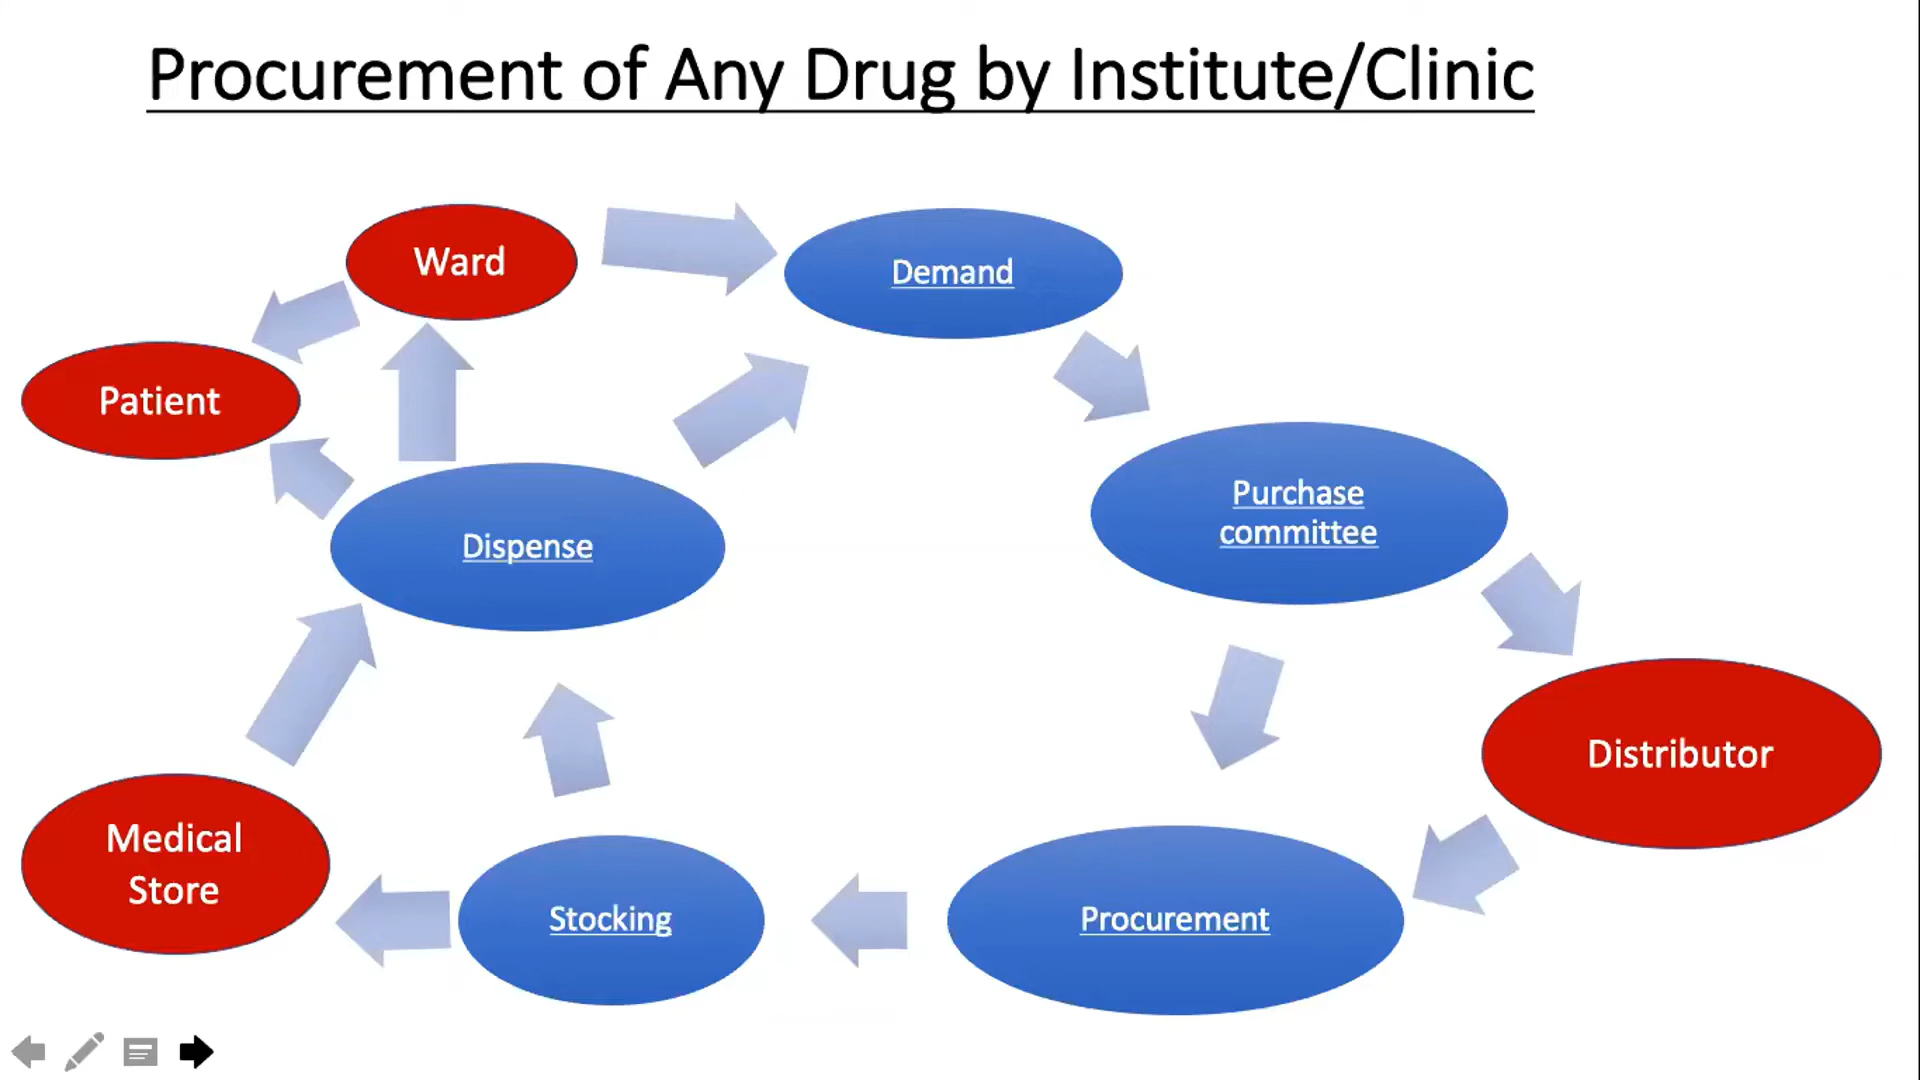 Procurement of Any Drug by Institute/Clinic
Ward
Demand
Patient
Purchase
committee
Dispense
Distributor
Medical
Store
Stocking
Procurement